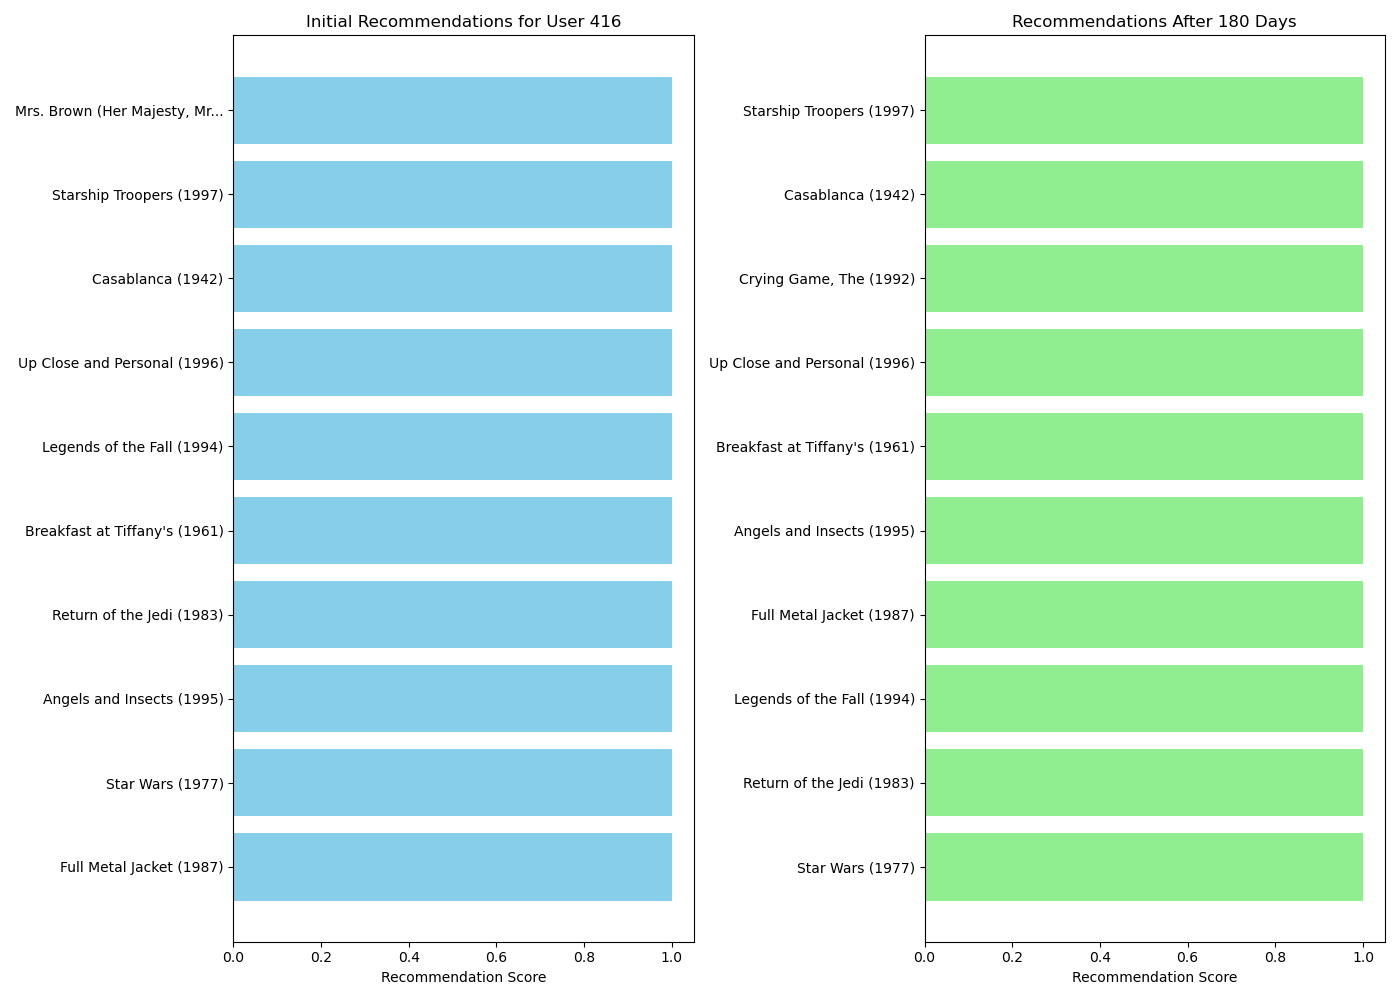 Initial Recommendations for User 416
Mrs. Brown (Her Majesty, Mr...
Starship Troopers (1997)
Casablanca (1942)
Up Close and Personal (1996)
Legends of the Fall (1994)
Breakfast at Tiffany's (1961)
Return of the Jedi (1983)
Angels and Insects (1995)
Star Wars (1977)
Full Metal Jacket (1987)
0.0 0.2 0.4 0.6 0.8 1.0
Recommendation Score
Recommendations After 180 Days
Starship Troopers (1997)
Casablanca (1942)
Crying Game, The (1992)
Up Close and Personal (1996)
Breakfast at Tiffany's (1961)
Angels and Insects (1995)
Full Metal Jacket (1987)
Legends of the Fall (1994)
Return of the Jedi (1983)
Star Wars (1977)
0.0 0.2 0.4 0.6 0.8 1.0
Recommendation Score